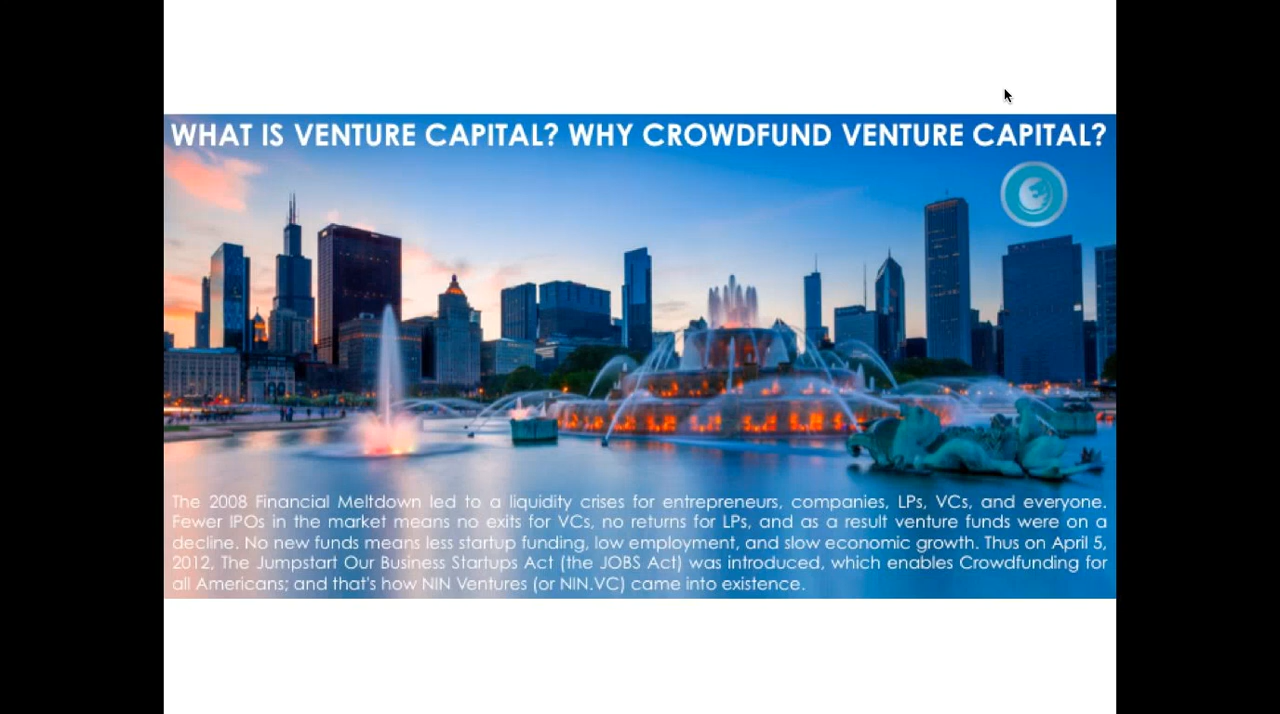 WHAT IS VENTURE CAPITAL? WHY CROWDFUND VENTURE CAPITAL?
The 2008 Financial Meltdown led to a liquidity crises for entrepreneurs, companies, LPs, VCs, and everyone.
Fewer IPOs in the market means no exits for VCs, no returns for LPs, and as a result venture funds were on a
decline. No new funds means less startup funding, low employment, and slow economic growth. Thus on April 5,
2012, The Jumpstart Our Business Startups Act (the JOBS Act) was introduced, which enables Crowdfunding for
all Americans; and that's how NIN Ventures (or NIN.VC) came into existence.